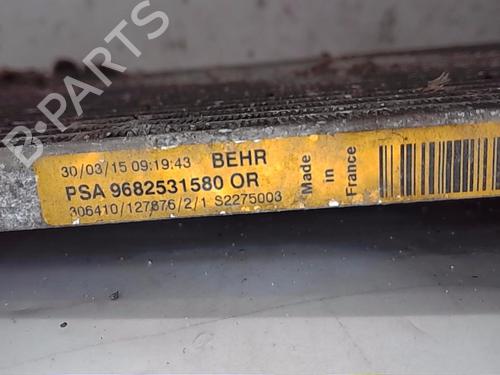 B-PARTS
30/03/15 09:19:43 BEHR
PSA 9682531580 OR
306410/127876/2/1 S2275003
Made
in
France